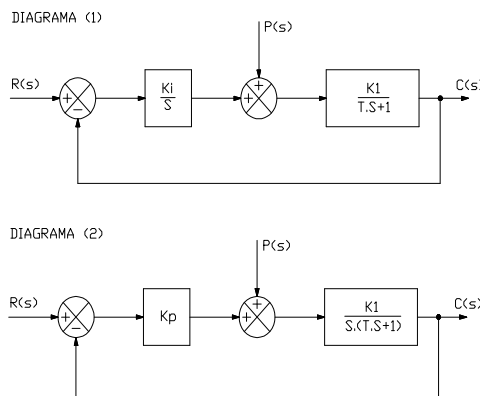 DIAGRAMA (1)
P(s)
R(s)
+
−
Ki
S
+
+
K1
T.S+1
C(s)
DIAGRAMA (2)
P(s)
R(s)
+
−
Kp
+
+
K1
S.(T.S+1)
C(s)